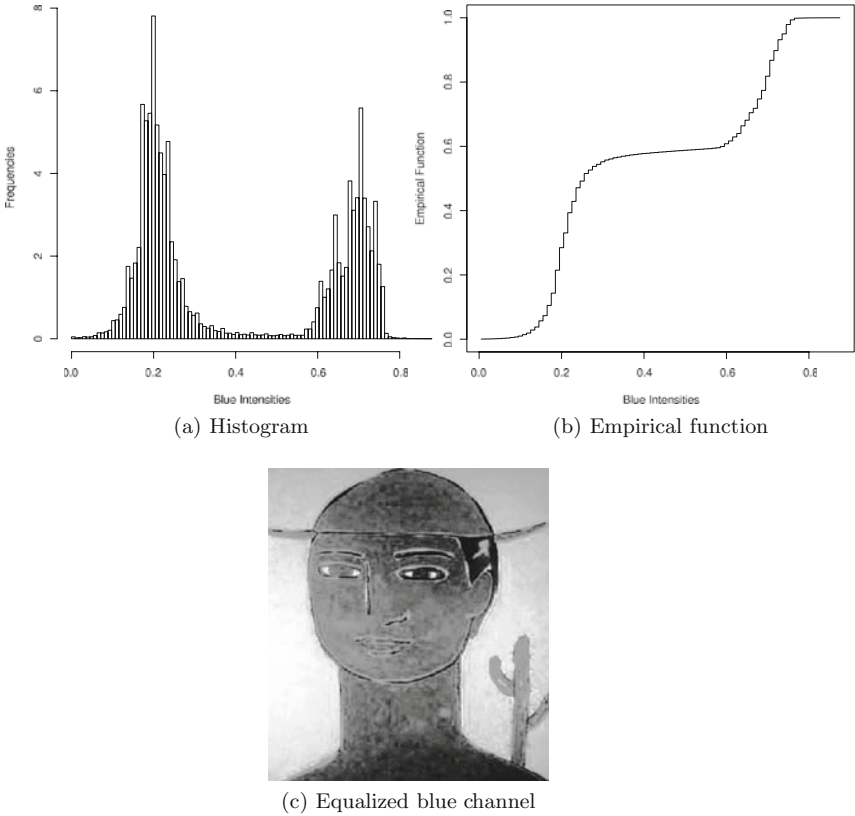 8
6
4
2
0
Frequencies
0.0 0.2 0.4 0.6 0.8
Blue Intensities
(a) Histogram
1.0
0.8
0.6
0.4
0.2
0.0
Empirical Function
0.0 0.2 0.4 0.6 0.8
Blue Intensities
(b) Empirical function
(c) Equalized blue channel